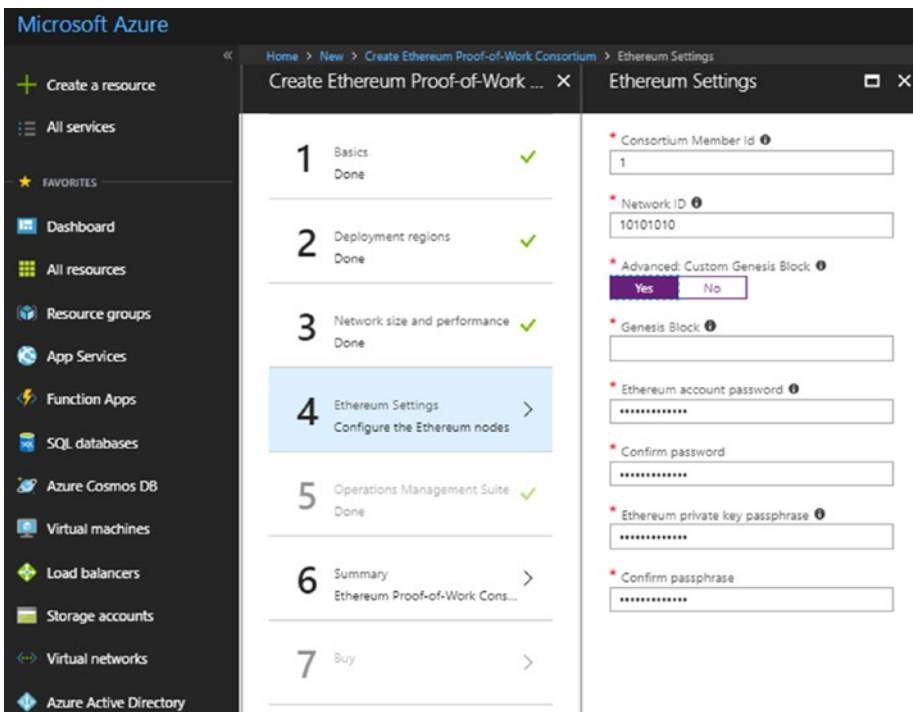 Microsoft Azure
«
Create a resource
All services
FAVORITES
Dashboard
All resources
Resource groups
App Services
Function Apps
SQL databases
Azure Cosmos DB
Virtual machines
Load balancers
Storage accounts
Virtual networks
Azure Active Directory
Home > New > Create Ethereum Proof-of-Work Consortium > Ethereum Settings
Create Ethereum Proof-of-Work ...
1 Basics
Done
2 Deployment regions
Done
3 Network size and performance
Done
4 Ethereum Settings
Configure the Ethereum nodes
5 Operations Management Suite
Done
6 Summary
Ethereum Proof-of-Work Cons...
7 Buy
Ethereum Settings
* Consortium Member Id
1
* Network ID
10101010
* Advanced: Custom Genesis Block
Yes No
* Genesis Block
* Ethereum account password
•••••••••••••
* Confirm password
•••••••••••••
* Ethereum private key passphrase
•••••••••••••
* Confirm passphrase
•••••••••••••